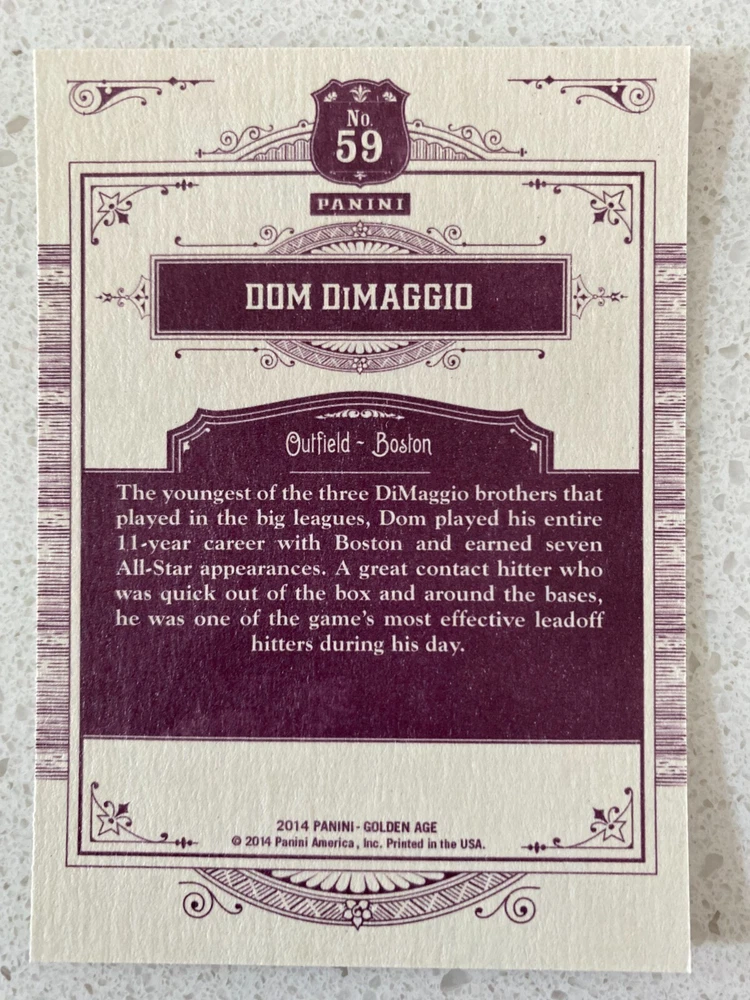 No.
59
PANINI
DOM DiMAGGIO
Outfield ~ Boston
The youngest of the three DiMaggio brothers that
played in the big leagues, Dom played his entire
11-year career with Boston and earned seven
All-Star appearances. A great contact hitter who
was quick out of the box and around the bases,
he was one of the game's most effective leadoff
hitters during his day.
2014 PANINI - GOLDEN AGE
© 2014 Panini America, Inc. Printed in the USA.